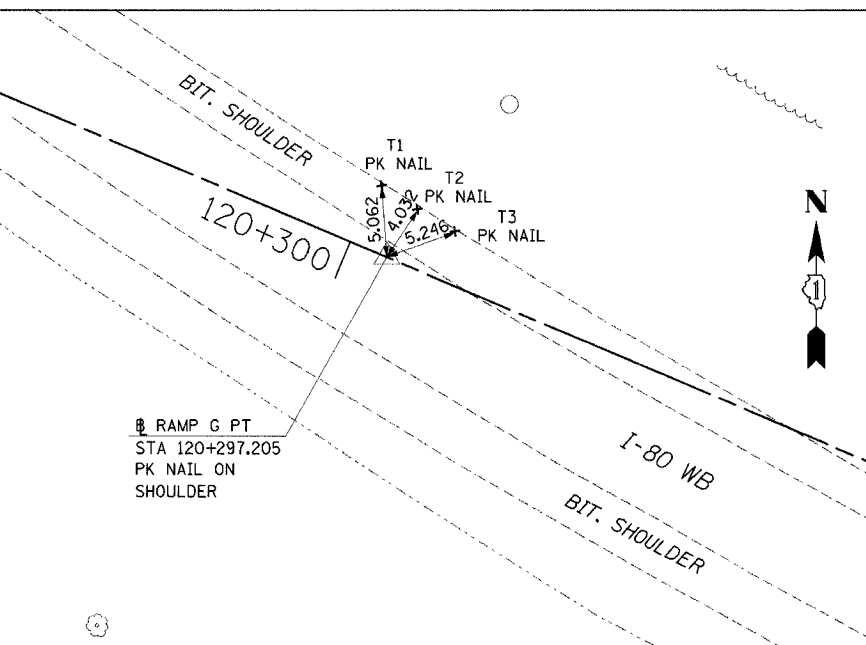 BIT. SHOULDER
T1
PK NAIL
T2
PK NAIL
T3
PK NAIL
5.062
4.032
5.246
120+300
N
1
℄ RAMP G PT
STA 120+297.205
PK NAIL ON
SHOULDER
I-80 WB
BIT. SHOULDER